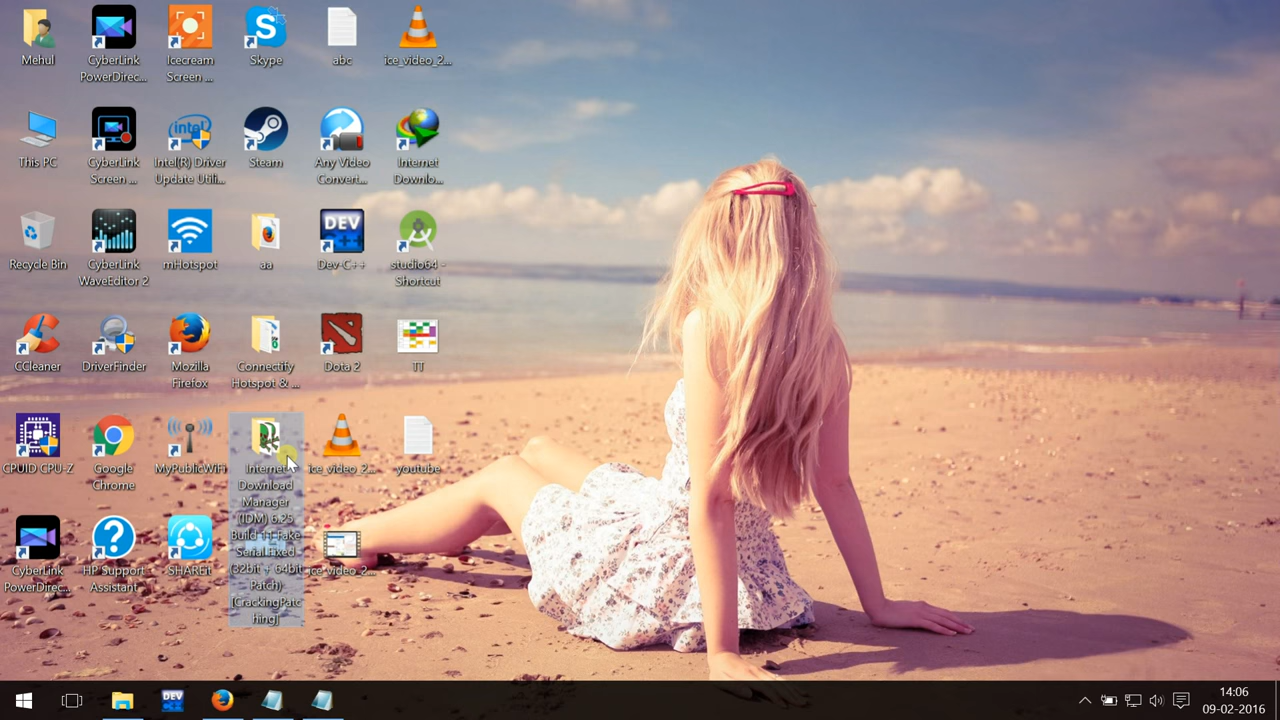 Mehul
CyberLink
PowerDirec...
Icecream
Screen ...
Skype
abc
ice_video_2...
This PC
CyberLink
Screen ...
intel
Intel(R) Driver
Update Utili...
Steam
Any Video
Convert...
Internet
Downlo...
Recycle Bin
CyberLink
WaveEditor 2
mHotspot
aa
DEV
Dev-C++
studio64 -
Shortcut
CCleaner
DriverFinder
Mozilla
Firefox
Connectify
Hotspot & ...
Dota 2
TT
CPUID CPU-Z
Google
Chrome
MyPublicWiFi
Internet
Download
Manager
(IDM) 6.25
Build 11 Fake
Serial Fixed
(32bit + 64bit
Patch)
[CrackingPatc
hing]
ice_video_2...
youtube
CyberLink
PowerDirec...
HP Support
Assistant
SHAREit
ice_video_2...
DEV
14:06
09-02-2016